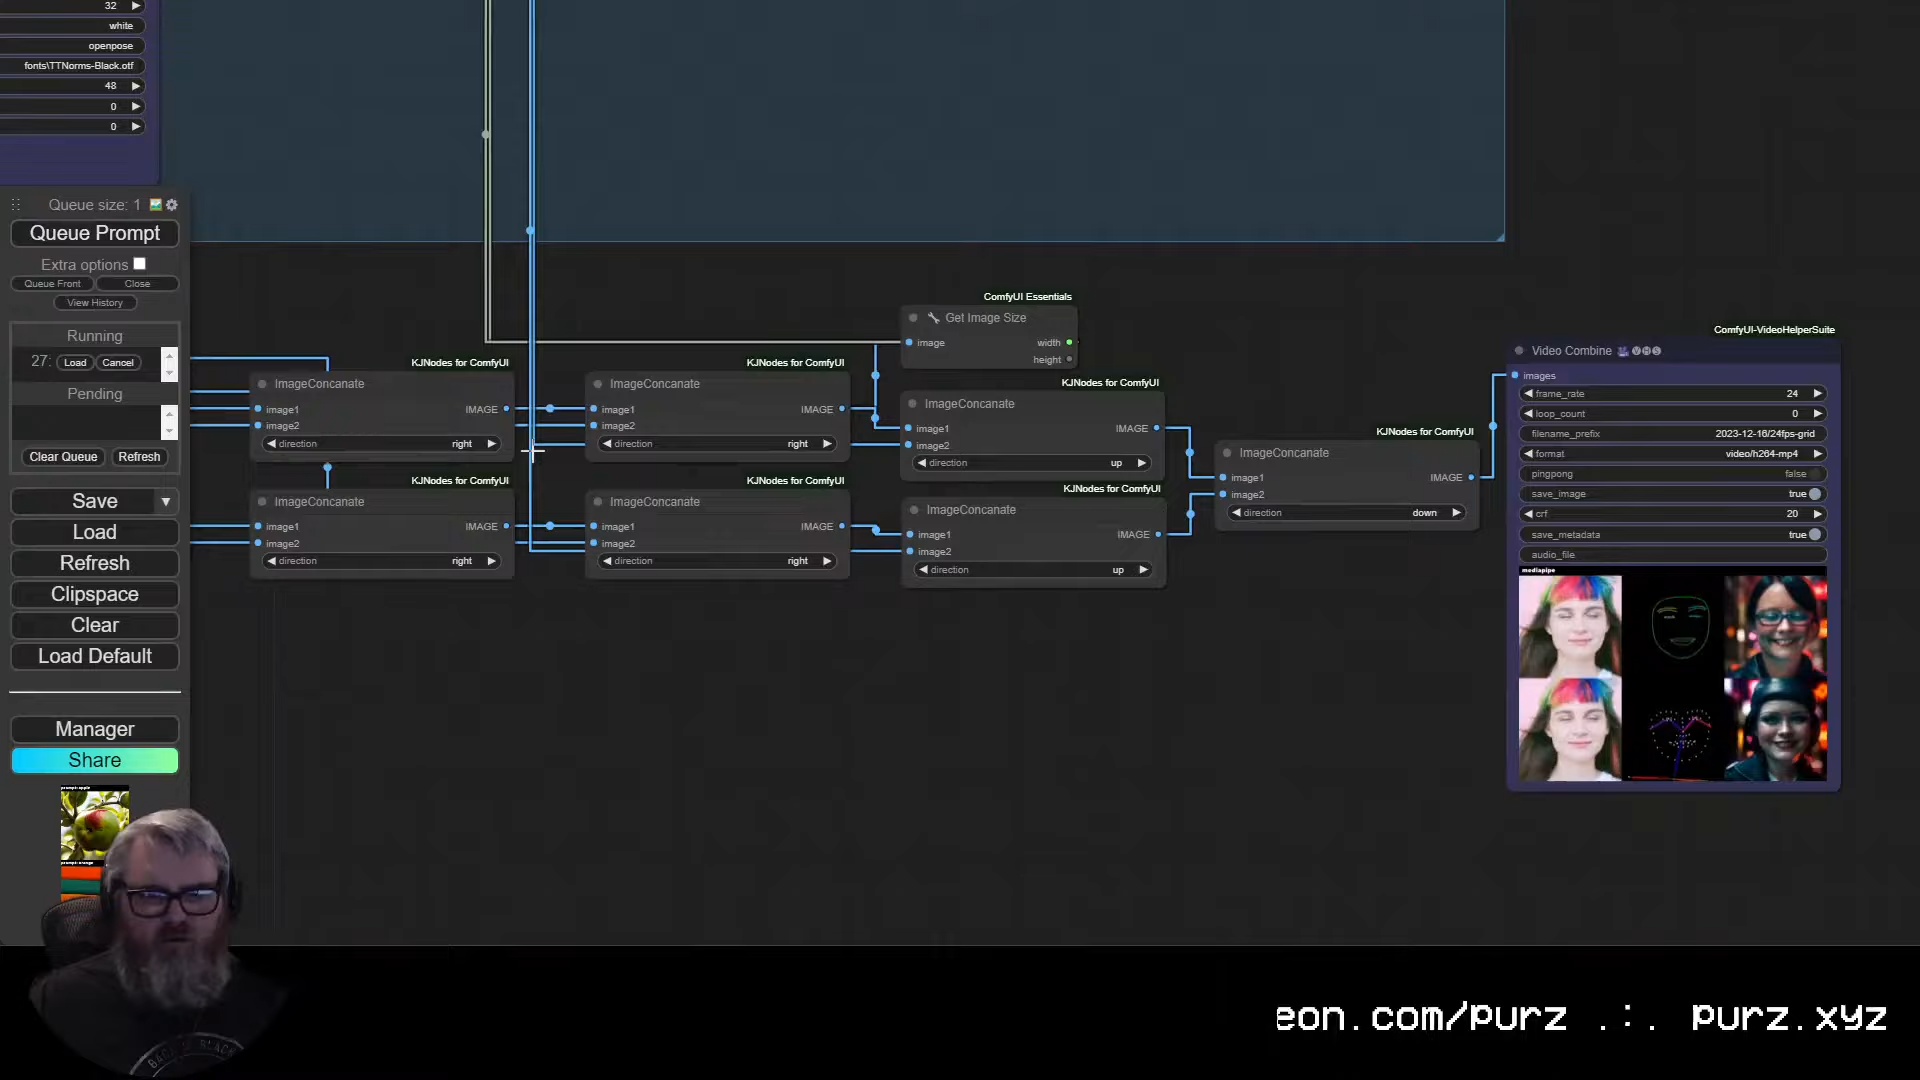 32
white
openpose
fonts\TTNorms-Black.otf
48
0
0
Queue size: 1
Queue Prompt
Extra options
Queue Front
Close
View History
Running
27:
Load
Cancel
Pending
Clear Queue
Refresh
Save
Load
Refresh
Clipspace
Clear
Load Default
Manager
Share
prompt: apple
prompt: orange
KJNodes for ComfyUI
ImageConcanate
image1
IMAGE
image2
direction
right
KJNodes for ComfyUI
ImageConcanate
image1
IMAGE
image2
direction
right
KJNodes for ComfyUI
ImageConcanate
image1
IMAGE
image2
direction
right
KJNodes for ComfyUI
ImageConcanate
image1
IMAGE
image2
direction
right
ComfyUI Essentials
Get Image Size
image
width
height
KJNodes for ComfyUI
ImageConcanate
image1
IMAGE
image2
direction
up
KJNodes for ComfyUI
ImageConcanate
image1
IMAGE
image2
direction
up
KJNodes for ComfyUI
ImageConcanate
image1
IMAGE
image2
direction
down
ComfyUI-VideoHelperSuite
Video Combine
images
frame_rate
24
loop_count
0
filename_prefix
2023-12-16/24fps-grid
format
video/h264-mp4
pingpong
false
save_image
true
crf
20
save_metadata
true
audio_file
mediapipe
eon.com/purz .:. purz.xyz